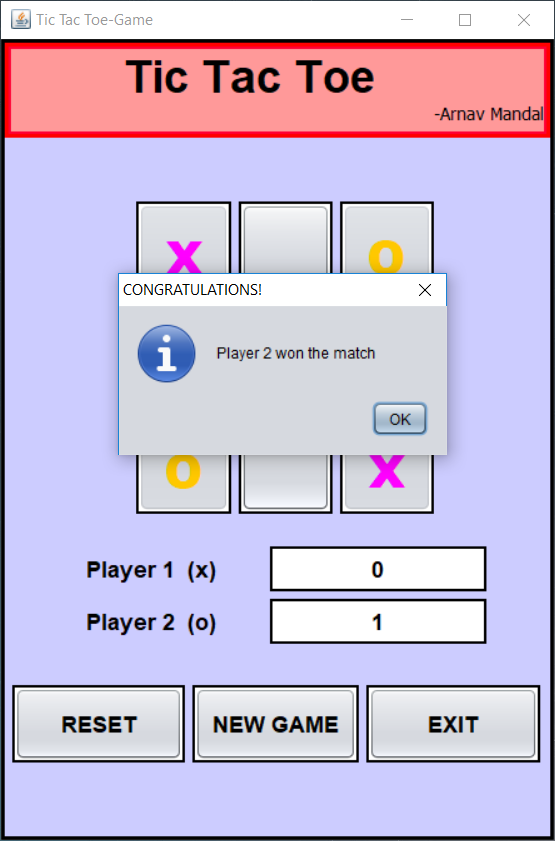 Tic Tac Toe-Game
Tic Tac Toe
-Arnav Mandal
x o
CONGRATULATIONS!
Player 2 won the match
OK
o x
Player 1 (x) 0
Player 2 (o) 1
RESET NEW GAME EXIT